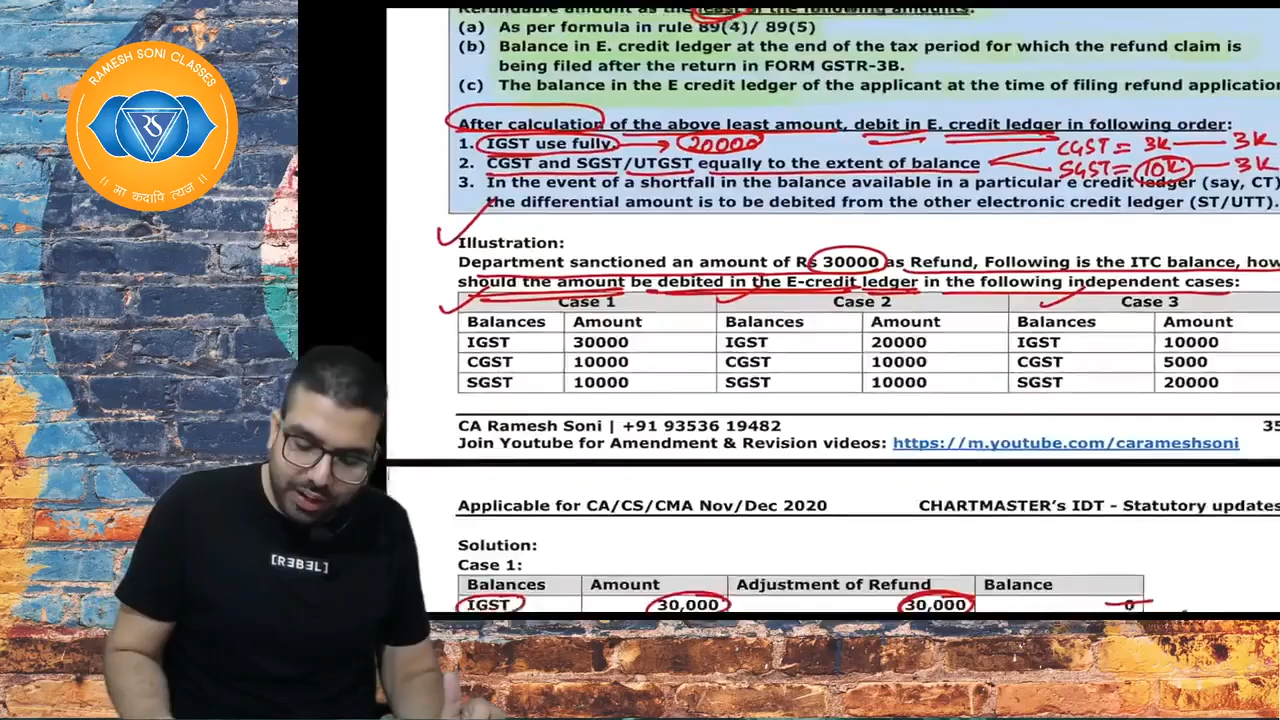 RAMESH SONI CLASSES
|| मा कदापि त्यज ||
[REBEL]
Refundable amount as the least of the following amounts.
(a) As per formula in rule 89(4)/ 89(5)
(b) Balance in E. credit ledger at the end of the tax period for which the refund claim is
being filed after the return in FORM GSTR-3B.
(c) The balance in the E credit ledger of the applicant at the time of filing refund application
After calculation of the above least amount, debit in E. credit ledger in following order:
1. IGST use fully. → 20000 CGST = 3K — 3K
2. CGST and SGST/UTGST equally to the extent of balance SGST = 10K — 3K
3. In the event of a shortfall in the balance available in a particular e credit ledger (say, CT)
the differential amount is to be debited from the other electronic credit ledger (ST/UTT).
Illustration:
Department sanctioned an amount of Rs 30000 as Refund, Following is the ITC balance, how
should the amount be debited in the E-credit ledger in the following independent cases:
Case 1 Case 2 Case 3
Balances Amount Balances Amount Balances Amount
IGST 30000 IGST 20000 IGST 10000
CGST 10000 CGST 10000 CGST 5000
SGST 10000 SGST 10000 SGST 20000
CA Ramesh Soni | +91 93536 19482 35
Join Youtube for Amendment & Revision videos: https://m.youtube.com/carameshsoni
Applicable for CA/CS/CMA Nov/Dec 2020 CHARTMASTER's IDT - Statutory updates
Solution:
Case 1:
Balances Amount Adjustment of Refund Balance
IGST 30,000 30,000 0